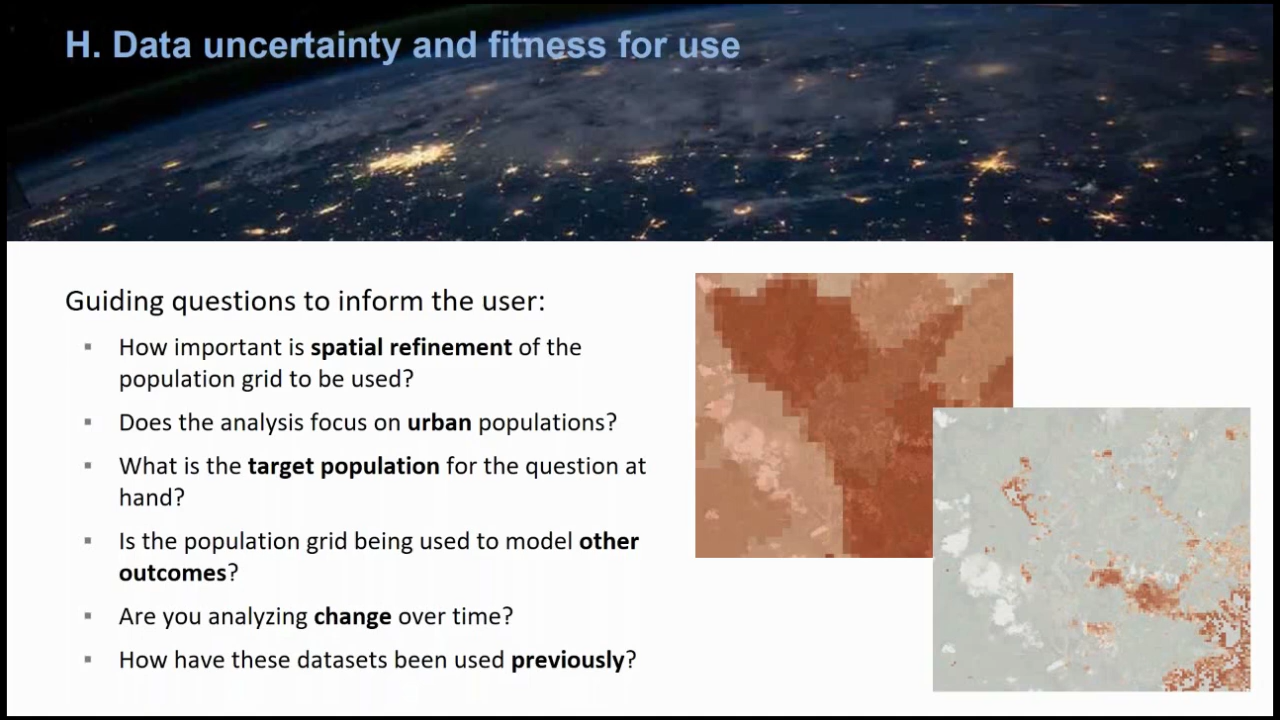 H. Data uncertainty and fitness for use
Guiding questions to inform the user:
▪ How important is spatial refinement of the
population grid to be used?
▪ Does the analysis focus on urban populations?
▪ What is the target population for the question at
hand?
▪ Is the population grid being used to model other
outcomes?
▪ Are you analyzing change over time?
▪ How have these datasets been used previously?